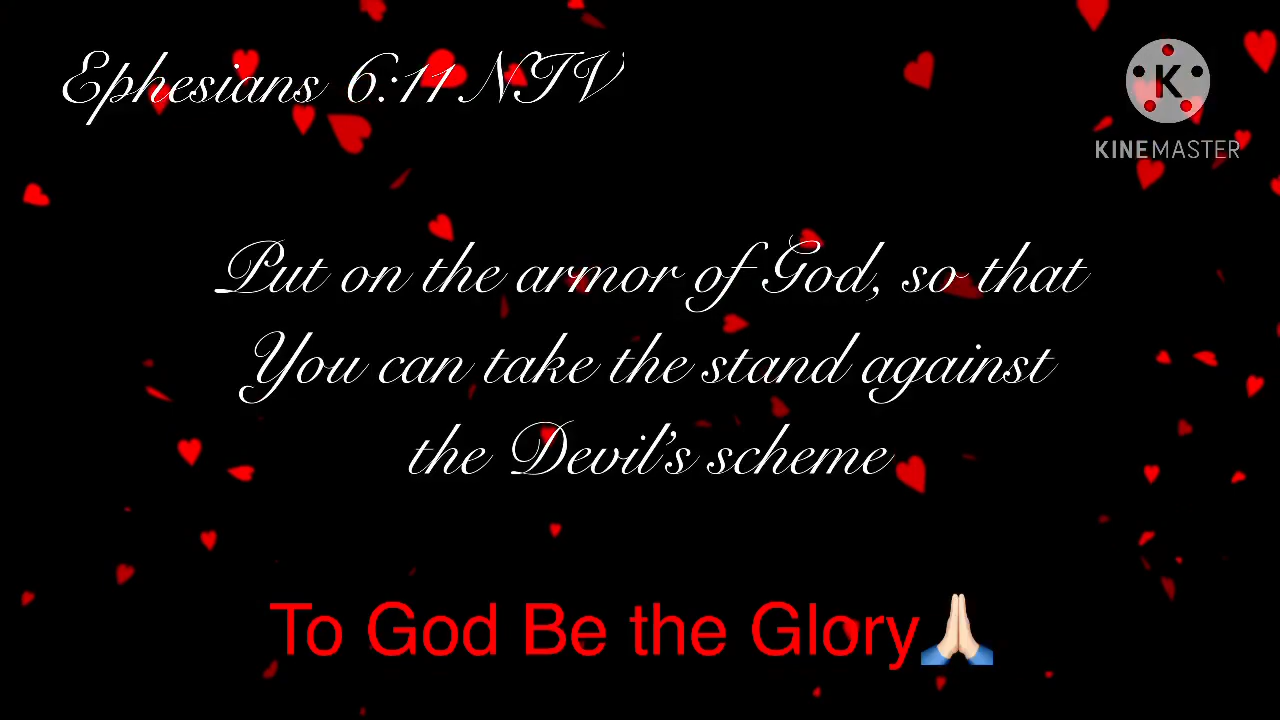 Ephesians 6:11 NIV
K
KINEMASTER
Put on the armor of God, so that
You can take the stand against
the Devil’s scheme
To God Be the Glory🙏🏻